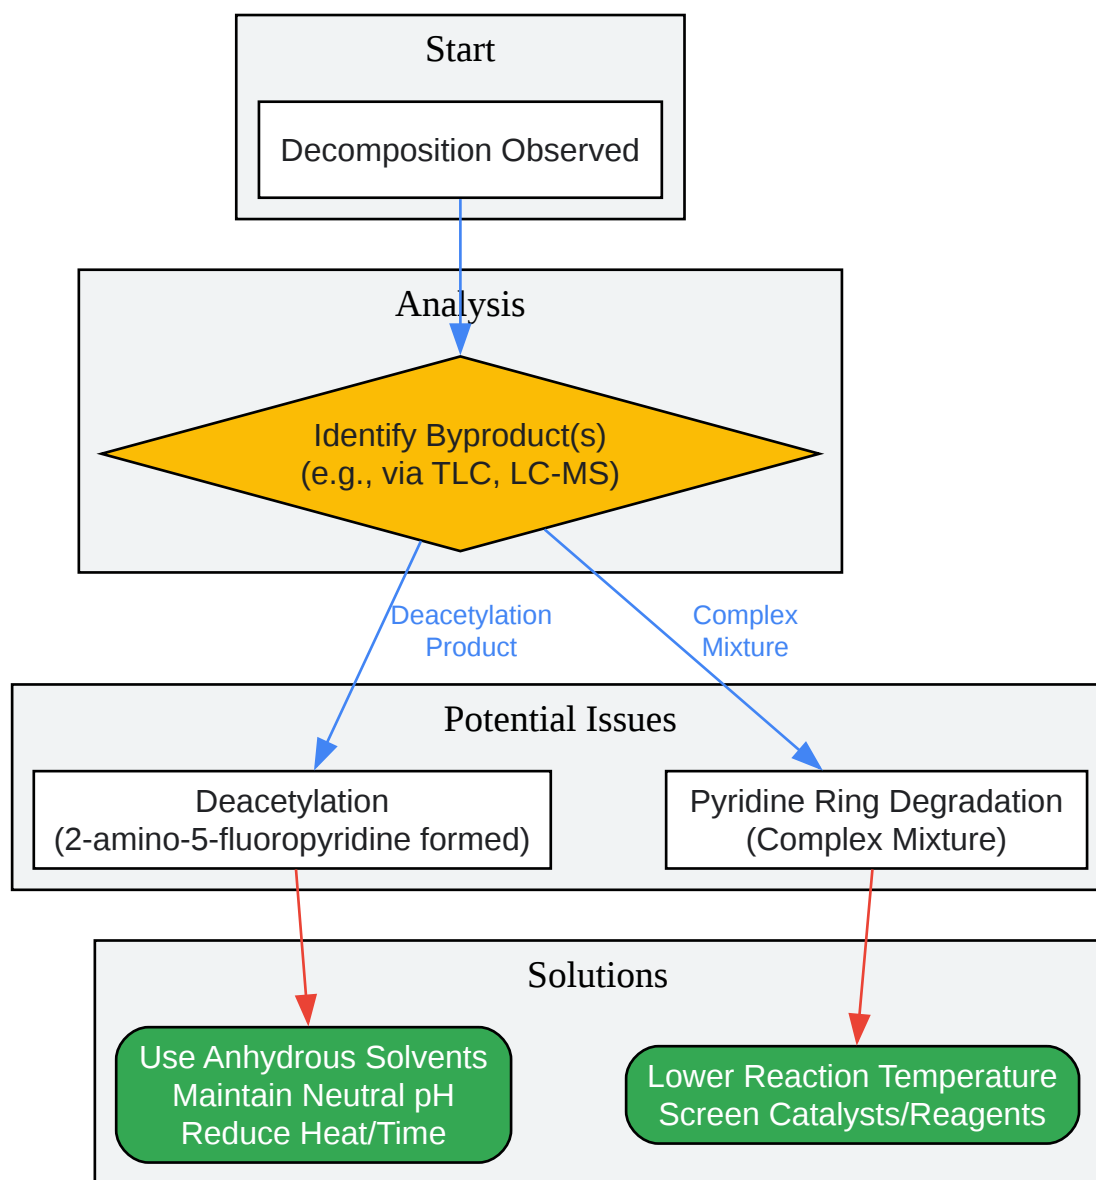 Start
Decomposition Observed
Analysis
Identify Byproduct(s)
(e.g., via TLC, LC-MS)
Deacetylation
Product
Complex
Mixture
Potential Issues
Deacetylation
(2-amino-5-fluoropyridine formed)
Pyridine Ring Degradation
(Complex Mixture)
Solutions
Use Anhydrous Solvents
Maintain Neutral pH
Reduce Heat/Time
Lower Reaction Temperature
Screen Catalysts/Reagents